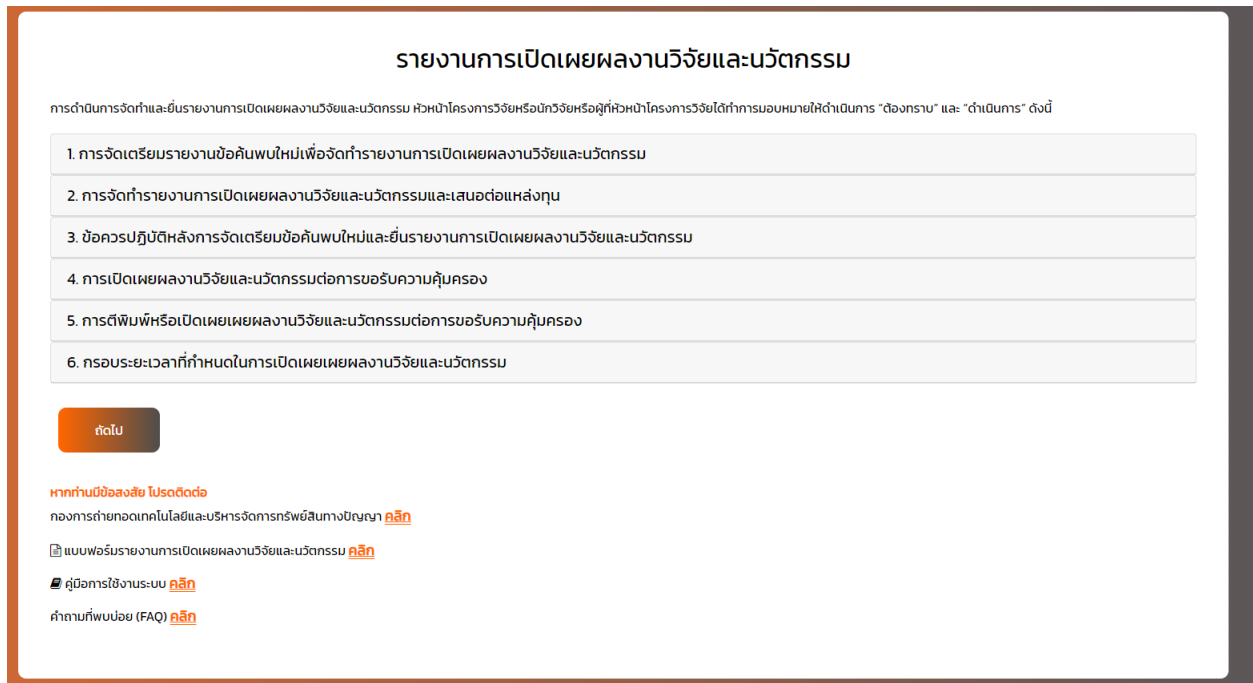 รายงานการเปิดเผยผลงานวิจัยและนวัตกรรม
การดำเนินการจัดทำและยื่นรายงานการเปิดเผยผลงานวิจัยและนวัตกรรม หัวหน้าโครงการวิจัยหรือนักวิจัยหรือผู้ที่หัวหน้าโครงการวิจัยได้ทำการมอบหมายให้ดำเนินการ “ต้องทราบ” และ “ดำเนินการ” ดังนี้
1. การจัดเตรียมรายงานข้อค้นพบใหม่เพื่อจัดทำรายงานการเปิดเผยผลงานวิจัยและนวัตกรรม
2. การจัดทำรายงานการเปิดเผยผลงานวิจัยและนวัตกรรมและเสนอต่อแหล่งทุน
3. ข้อควรปฏิบัติหลังการจัดเตรียมข้อค้นพบใหม่และยื่นรายงานการเปิดเผยผลงานวิจัยและนวัตกรรม
4. การเปิดเผยผลงานวิจัยและนวัตกรรมต่อการขอรับความคุ้มครอง
5. การตีพิมพ์หรือเปิดเผยเผยผลงานวิจัยและนวัตกรรมต่อการขอรับความคุ้มครอง
6. กรอบระยะเวลาที่กำหนดในการเปิดเผยเผยผลงานวิจัยและนวัตกรรม
ถัดไป
หากท่านมีข้อสงสัย โปรดติดต่อ
กองการถ่ายทอดเทคโนโลยีและบริหารจัดการทรัพย์สินทางปัญญา คลิก
แบบฟอร์มรายงานการเปิดเผยผลงานวิจัยและนวัตกรรม คลิก
คู่มือการใช้งานระบบ คลิก
คำถามที่พบบ่อย (FAQ) คลิก